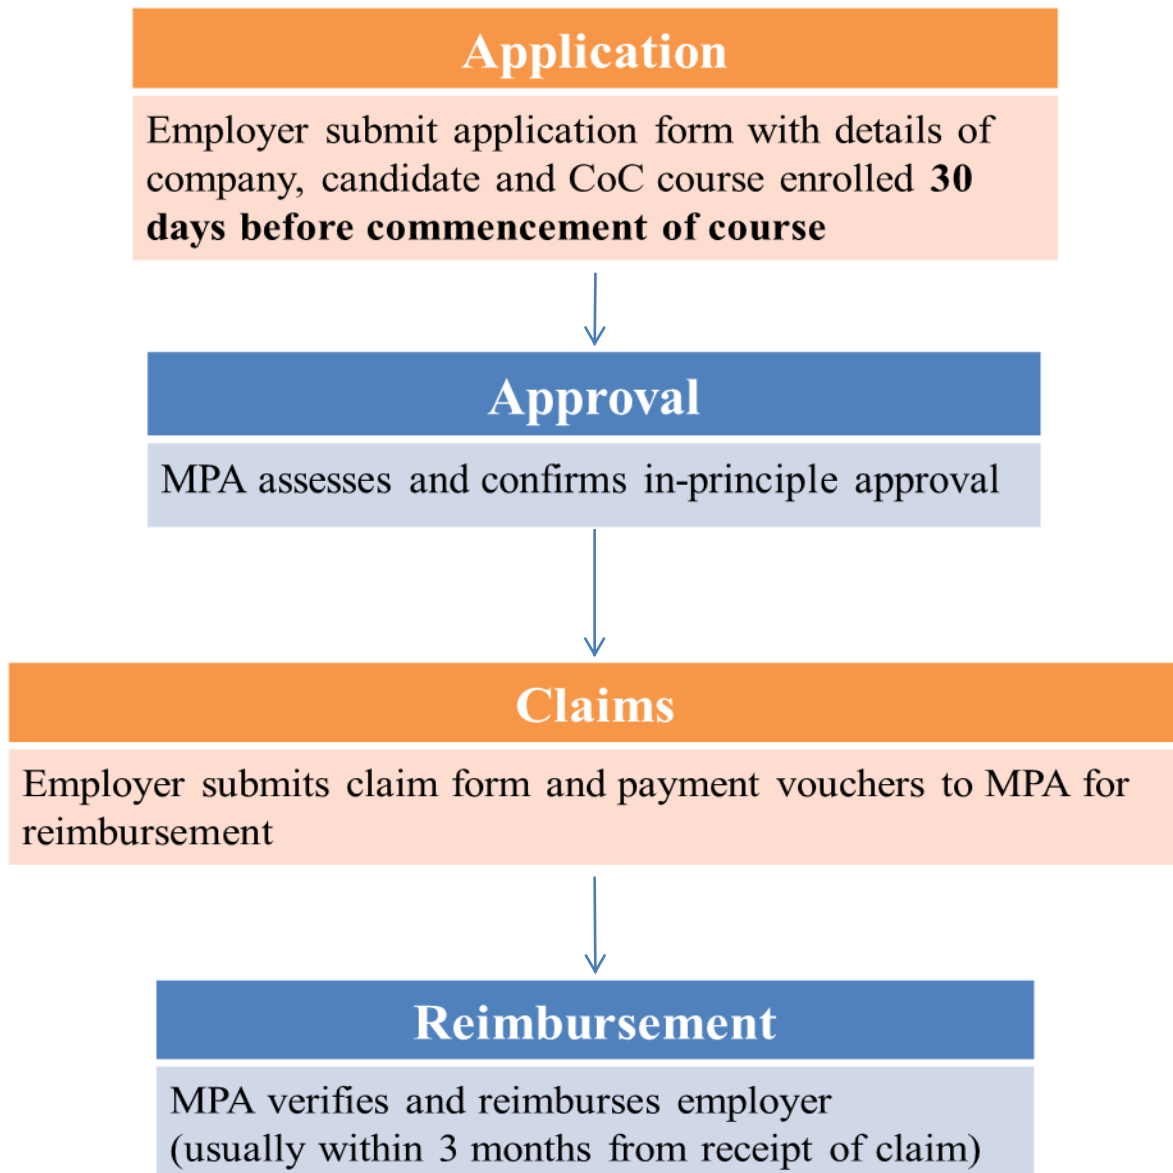 Application
Employer submit application form with details of
company, candidate and CoC course enrolled 30
days before commencement of course
Approval
MPA assesses and confirms in-principle approval
Claims
Employer submits claim form and payment vouchers to MPA for
reimbursement
Reimbursement
MPA verifies and reimburses employer
(usually within 3 months from receipt of claim)